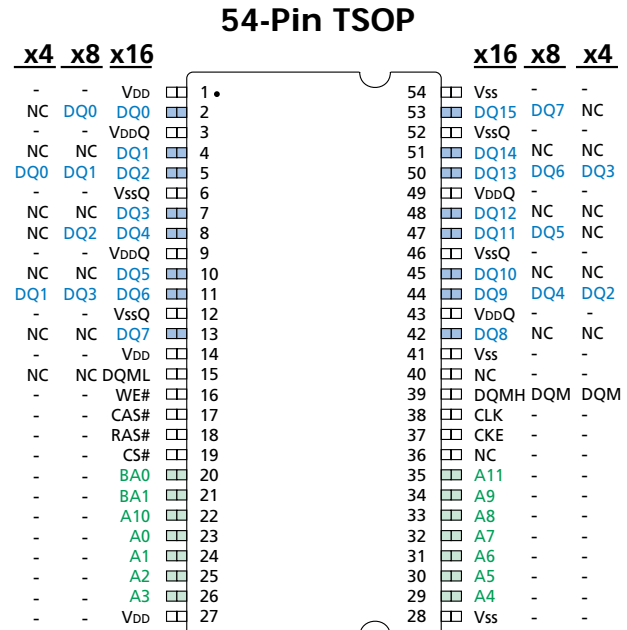 54-Pin TSOP
x4 x8 x16 x16 x8 x4
- - VDD 1 • 54 Vss - -
NC DQ0 DQ0 2 53 DQ15 DQ7 NC
- - VDDQ 3 52 VssQ - -
NC NC DQ1 4 51 DQ14 NC NC
DQ0 DQ1 DQ2 5 50 DQ13 DQ6 DQ3
- - VssQ 6 49 VDDQ - -
NC NC DQ3 7 48 DQ12 NC NC
NC DQ2 DQ4 8 47 DQ11 DQ5 NC
- - VDDQ 9 46 VssQ - -
NC NC DQ5 10 45 DQ10 NC NC
DQ1 DQ3 DQ6 11 44 DQ9 DQ4 DQ2
- - VssQ 12 43 VDDQ - -
NC NC DQ7 13 42 DQ8 NC NC
- - VDD 14 41 Vss - -
NC NC DQML 15 40 NC - -
- - WE# 16 39 DQMH DQM DQM
- - CAS# 17 38 CLK - -
- - RAS# 18 37 CKE - -
- - CS# 19 36 NC - -
- - BA0 20 35 A11 - -
- - BA1 21 34 A9 - -
- - A10 22 33 A8 - -
- - A0 23 32 A7 - -
- - A1 24 31 A6 - -
- - A2 25 30 A5 - -
- - A3 26 29 A4 - -
- - VDD 27 28 Vss - -